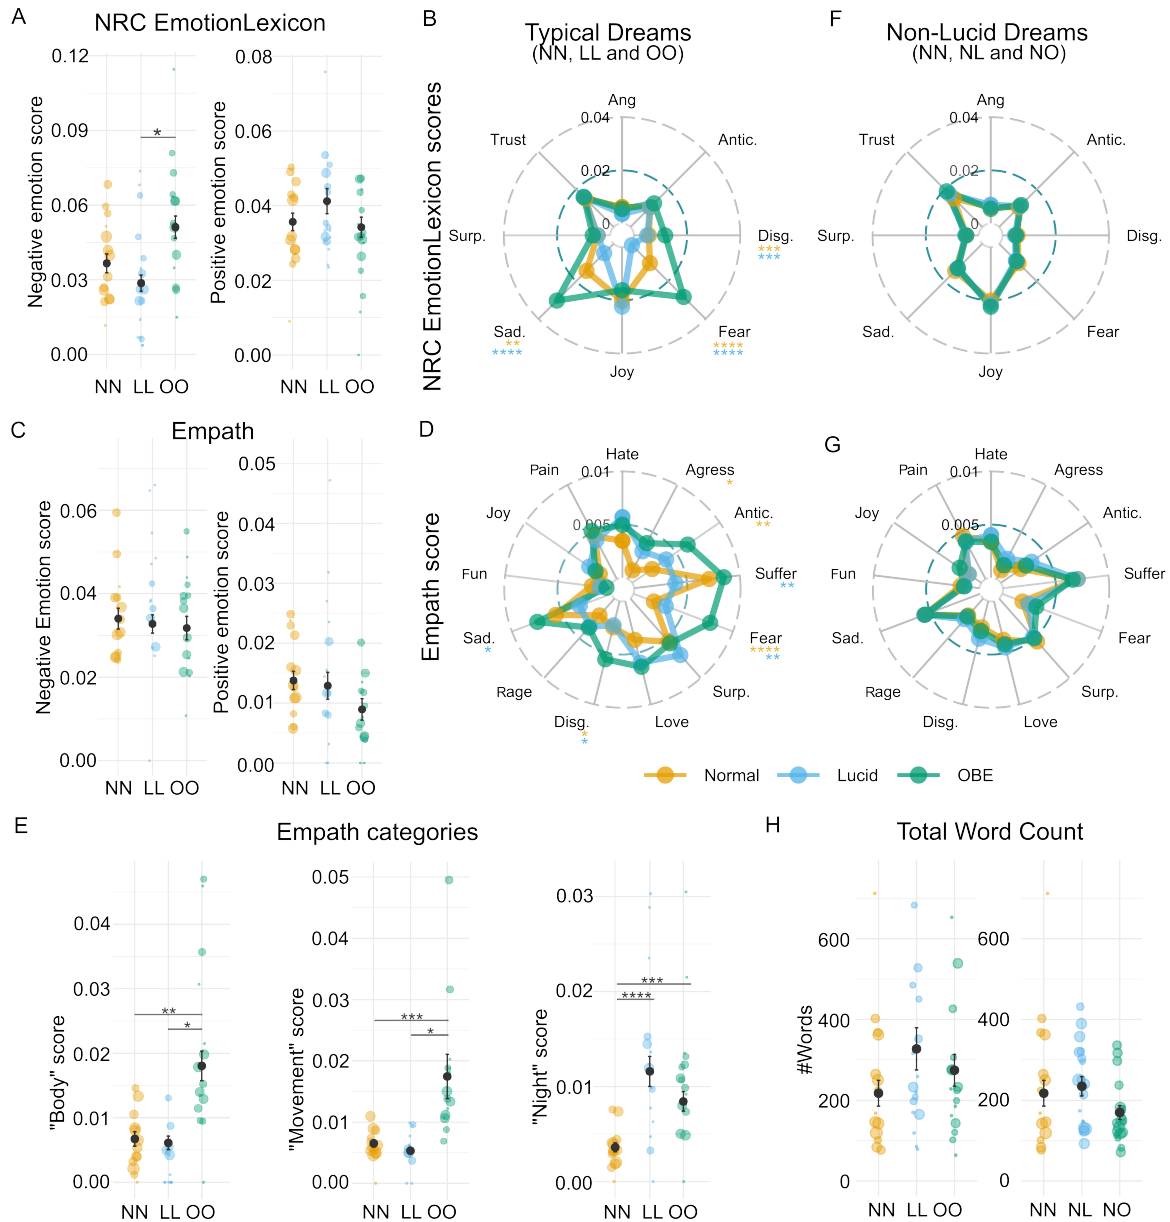 A
NRC EmotionLexicon
Negative emotion score
0.12
0.09
0.06
0.03
0.00
*
NN LL OO
Positive emotion score
0.08
0.06
0.04
0.02
0.00
NN LL OO
B
Typical Dreams
(NN, LL and OO)
NRC EmotionLexicon scores
Ang
0.04
0.02
0
Trust
Antic.
Surp.
Disg.
***
***
Sad.
**
****
Fear
****
****
Joy
F
Non-Lucid Dreams
(NN, NL and NO)
Ang
0.04
0.02
0
Trust
Antic.
Surp.
Disg.
Sad.
Fear
Joy
C
Empath
Negative Emotion score
0.06
0.04
0.02
0.00
NN LL OO
Positive emotion score
0.05
0.04
0.03
0.02
0.01
0.00
NN LL OO
D
Empath score
Hate
0.01
0.005
Pain
Agress
*
Joy
Antic.
**
Fun
Suffer
**
Sad.
*
Fear
****
**
Rage
Surp.
Disg.
*
*
Love
G
Hate
0.01
0.005
Pain
Agress
Joy
Antic.
Fun
Suffer
Sad.
Fear
Rage
Surp.
Disg.
Love
Normal Lucid OBE
E
Empath categories
"Body" score
0.04
0.03
0.02
0.01
0.00
**
*
NN LL OO
"Movement" score
0.05
0.04
0.03
0.02
0.01
0.00
***
*
NN LL OO
"Night" score
0.03
0.02
0.01
0.00
***
****
NN LL OO
H
Total Word Count
#Words
600
400
200
0
NN LL OO
600
400
200
0
NN NL NO